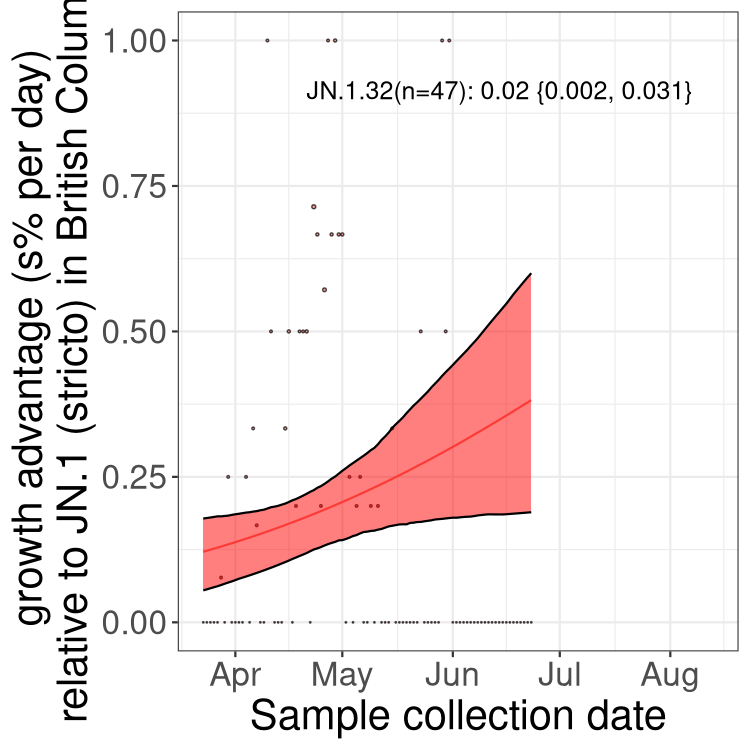 growth advantage (s% per day)
relative to JN.1 (stricto) in British Colum
1.00
0.75
0.50
0.25
0.00
JN.1.32(n=47): 0.02 {0.002, 0.031}
Apr May Jun Jul Aug
Sample collection date